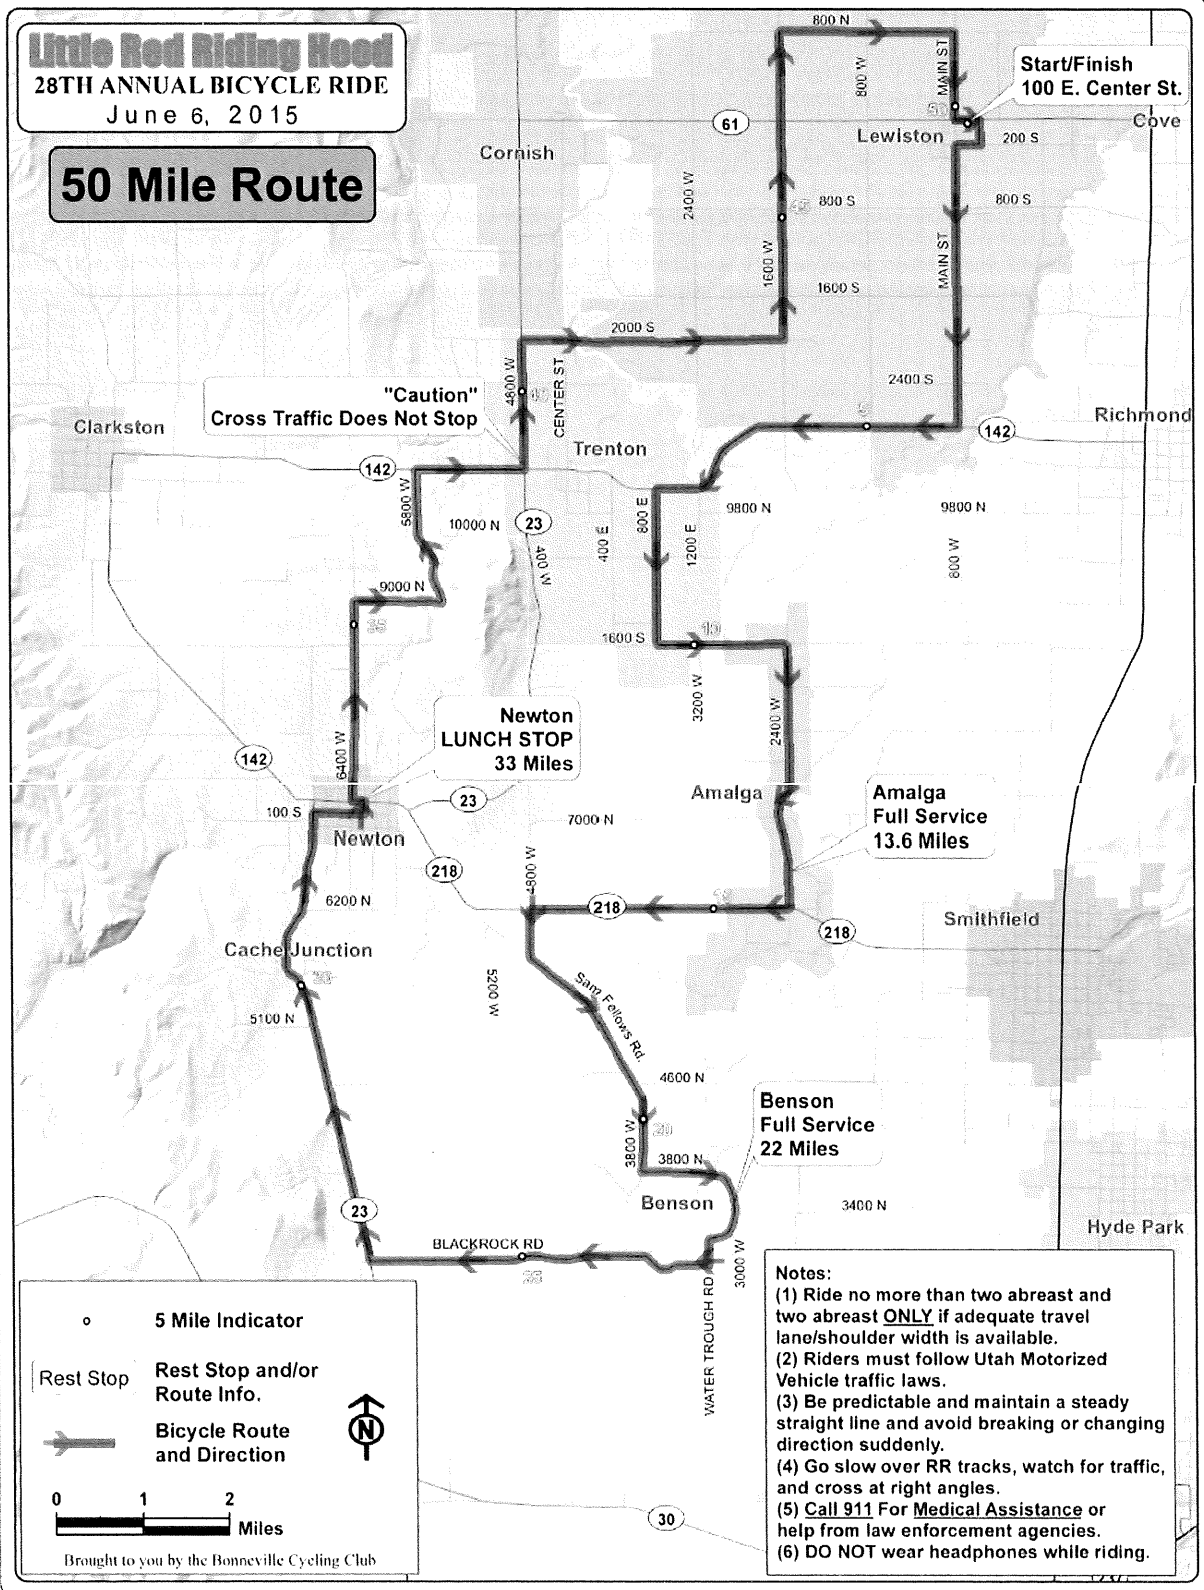 Little Red Riding Hood
28TH ANNUAL BICYCLE RIDE
June 6, 2015
50 Mile Route
800 N
MAIN ST
800 W
Start/Finish
100 E. Center St.
50
61
Lewiston
Cove
200 S
Cornish
2400 W
45
800 S
800 S
1600 W
MAIN ST
1600 S
2000 S
4800 W
40
CENTER ST
2400 S
"Caution"
Cross Traffic Does Not Stop
Clarkston
5
142
Richmond
Trenton
142
5800 W
10000 N
23
400 W
400 E
800 E
1200 E
9800 N
9800 N
800 W
9000 N
35
1600 S
10
3200 W
2400 W
Newton
LUNCH STOP
33 Miles
6400 W
142
23
100 S
Newton
7000 N
Amalga
Amalga
Full Service
13.6 Miles
218
4800 W
6200 N
218
15
218
Smithfield
Cache Junction
30
5200 W
Sam Fellows Rd.
5100 N
4600 N
20
3800 W
3800 N
Benson
Full Service
22 Miles
Benson
3400 N
23
BLACKROCK RD
25
3000 W
WATER TROUGH RD
Hyde Park
5 Mile Indicator
Rest Stop
Rest Stop and/or
Route Info.
N
Bicycle Route
and Direction
0 1 2
Miles
Brought to you by the Bonneville Cycling Club
30
Notes:
(1) Ride no more than two abreast and
two abreast ONLY if adequate travel
lane/shoulder width is available.
(2) Riders must follow Utah Motorized
Vehicle traffic laws.
(3) Be predictable and maintain a steady
straight line and avoid breaking or changing
direction suddenly.
(4) Go slow over RR tracks, watch for traffic,
and cross at right angles.
(5) Call 911 For Medical Assistance or
help from law enforcement agencies.
(6) DO NOT wear headphones while riding.